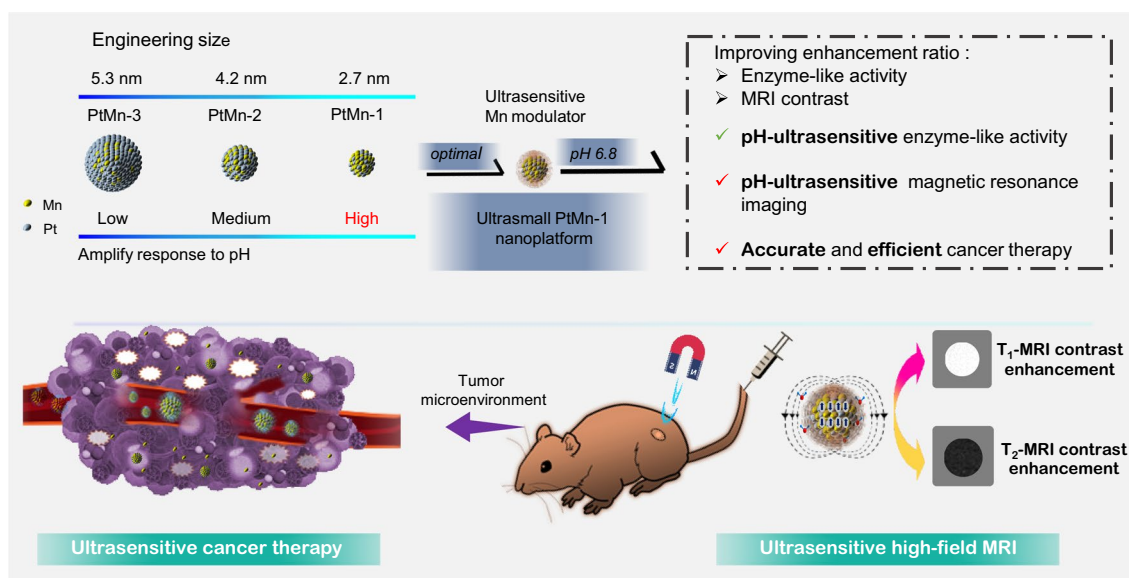 Engineering size
5.3 nm 4.2 nm 2.7 nm
PtMn-3 PtMn-2 PtMn-1
Mn
Pt
Low Medium High
Amplify response to pH
Ultrasensitive
Mn modulator
optimal pH 6.8
Ultrasmall PtMn-1
nanoplatform
Improving enhancement ratio :
➢ Enzyme-like activity
➢ MRI contrast
✓ pH-ultrasensitive enzyme-like activity
✓ pH-ultrasensitive magnetic resonance
imaging
✓ Accurate and efficient cancer therapy
Tumor
microenvironment
S N
T₁-MRI contrast
enhancement
T₂-MRI contrast
enhancement
Ultrasensitive cancer therapy
Ultrasensitive high-field MRI